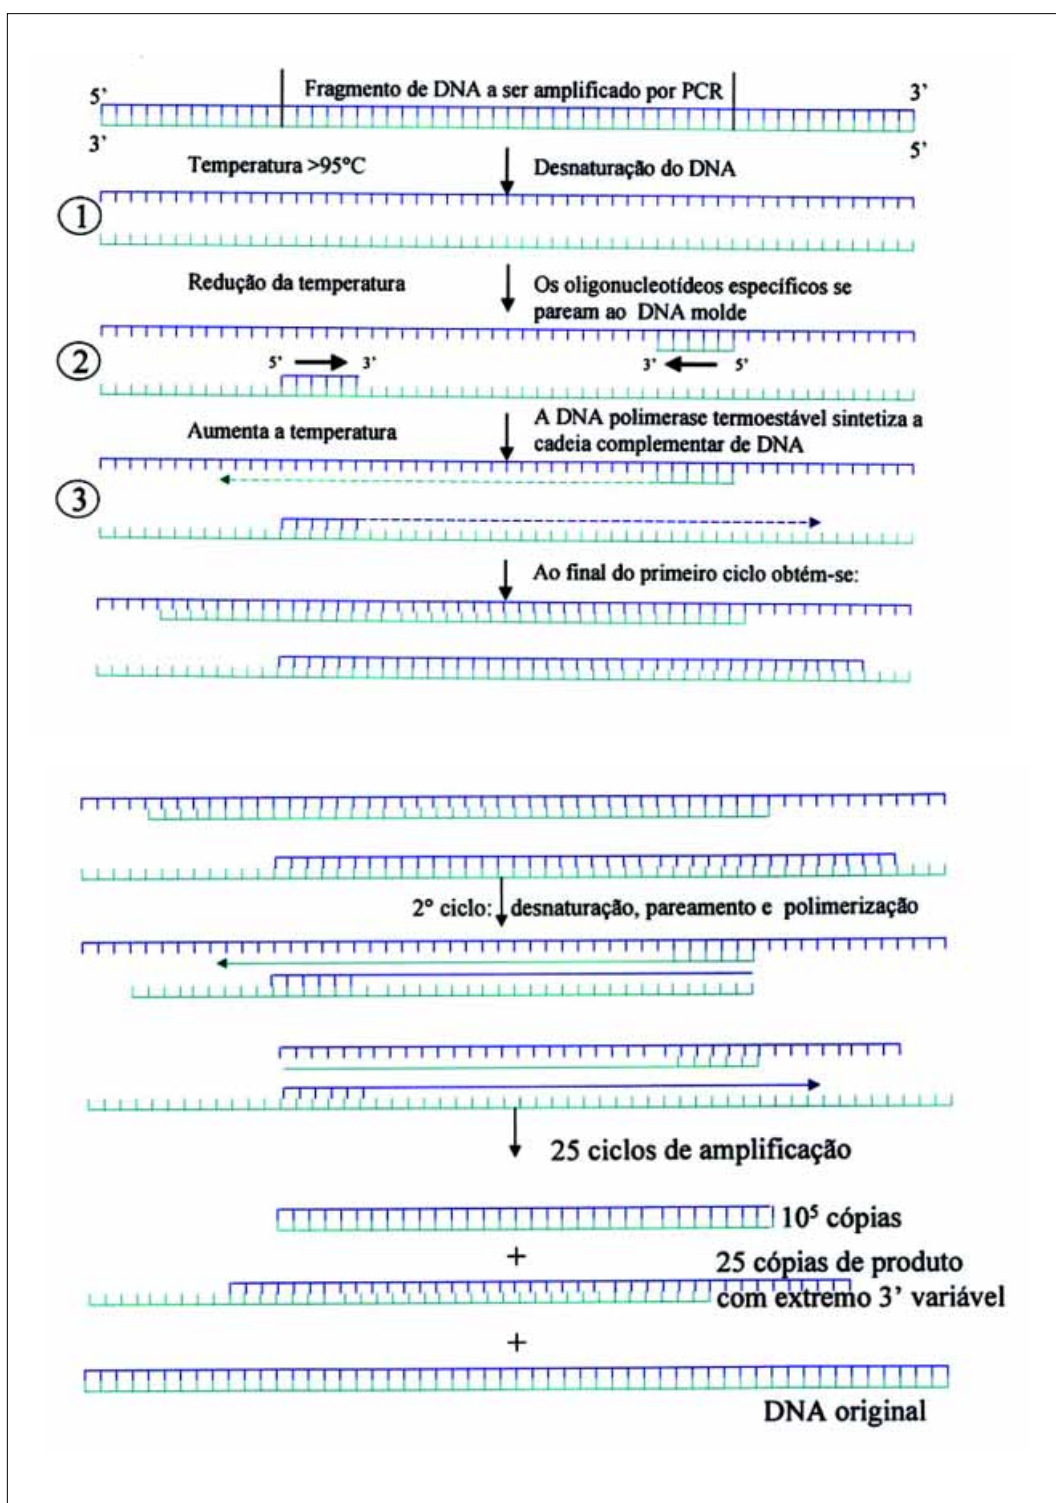 Fragmento de DNA a ser amplificado por PCR
5’ 3’
3’ 5’
Temperatura >95°C Desnaturação do DNA
1
Redução da temperatura Os oligonucleotídeos específicos se
pareiam ao DNA molde
2
5’ 3’ 3’ 5’
Aumenta a temperatura A DNA polimerase termoestável sintetiza a
cadeia complementar de DNA
3
Ao final do primeiro ciclo obtém-se:
2° ciclo: desnaturação, pareamento e polimerização
25 ciclos de amplificação
10⁵ cópias
+
25 cópias de produto
com extremo 3’ variável
+
DNA original